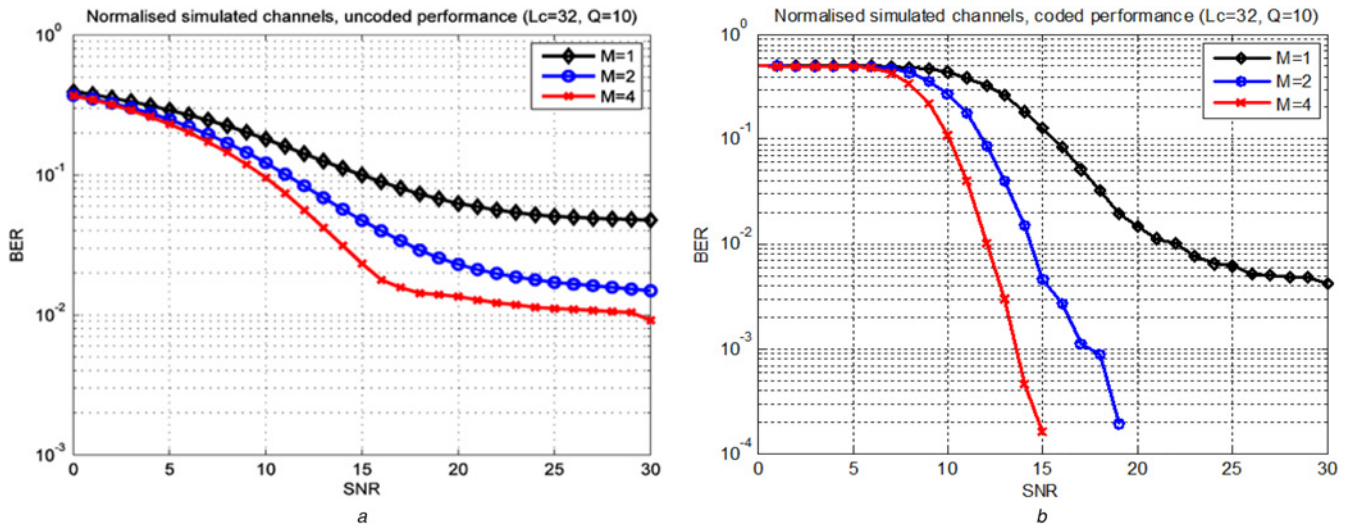 Normalised simulated channels, uncoded performance (Lc=32, Q=10)
10^0
10^-1
10^-2
10^-3
BER
M=1
M=2
M=4
0 5 10 15 20 25 30
SNR
a
Normalised simulated channels, coded performance (Lc=32, Q=10)
10^0
10^-1
10^-2
10^-3
10^-4
BER
M=1
M=2
M=4
0 5 10 15 20 25 30
SNR
b